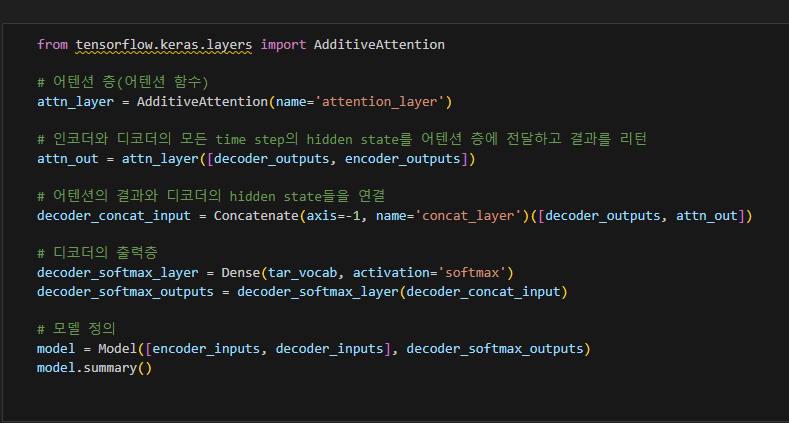 from tensorflow.keras.layers import AdditiveAttention
# 어텐션 층(어텐션 함수)
attn_layer = AdditiveAttention(name='attention_layer')
# 인코더와 디코더의 모든 time step의 hidden state를 어텐션 층에 전달하고 결과를 리턴
attn_out = attn_layer([decoder_outputs, encoder_outputs])
# 어텐션의 결과와 디코더의 hidden state들을 연결
decoder_concat_input = Concatenate(axis=-1, name='concat_layer')([decoder_outputs, attn_out])
# 디코더의 출력층
decoder_softmax_layer = Dense(tar_vocab, activation='softmax')
decoder_softmax_outputs = decoder_softmax_layer(decoder_concat_input)
# 모델 정의
model = Model([encoder_inputs, decoder_inputs], decoder_softmax_outputs)
model.summary()